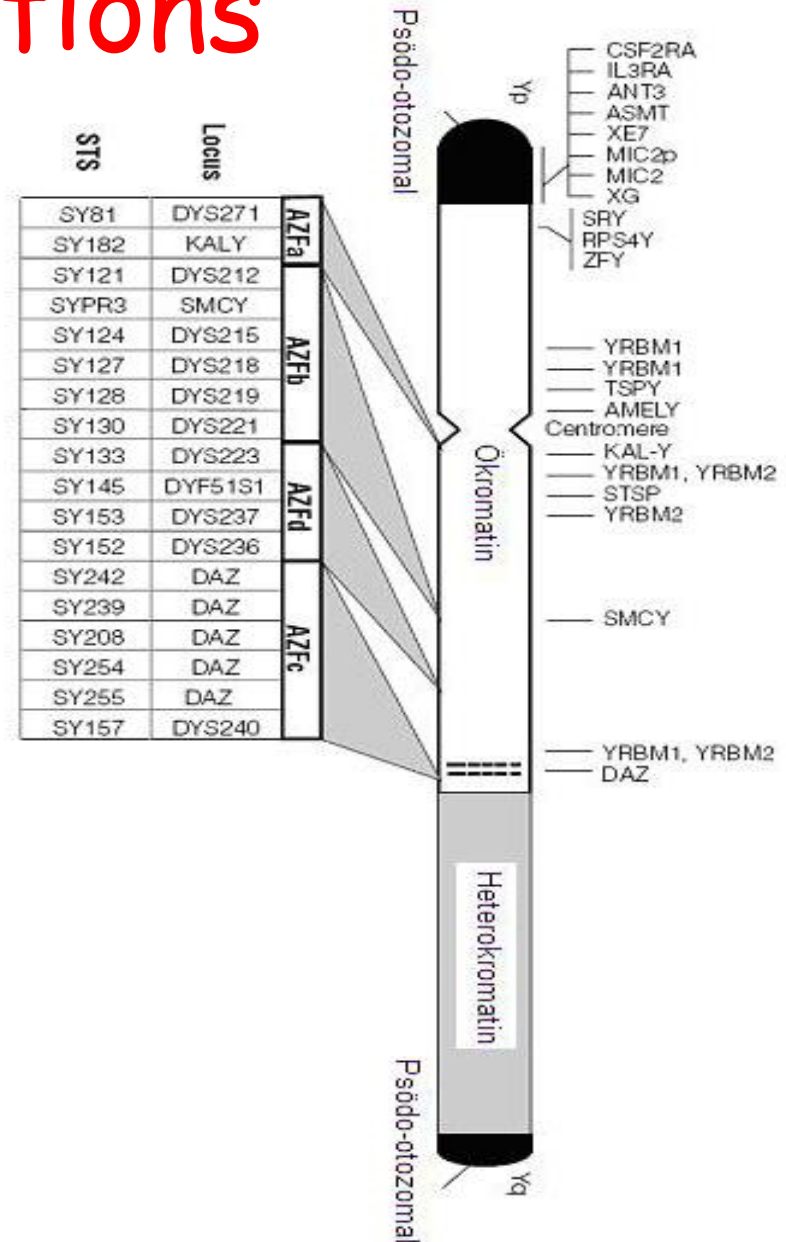 tions
STS Locus
SY81 DYS271
SY182 KALY
SY121 DYS212
SYPR3 SMCY
SY124 DYS215
SY127 DYS218
SY128 DYS219
SY130 DYS221
SY133 DYS223
SY145 DYF51S1
SY153 DYS237
SY152 DYS236
SY242 DAZ
SY239 DAZ
SY208 DAZ
SY254 DAZ
SY255 DAZ
SY157 DYS240
AZFa
AZFb
AZFd
AZFc
Psödo-otozomal
Yp
Ökromatin
Heterokromatin
Psödo-otozomal
Yq
CSF2RA
IL3RA
ANT3
ASMT
XE7
MIC2p
MIC2
XG
SRY
RPS4Y
ZFY
YRBM1
YRBM1
TSPY
AMELY
Centromere
KAL-Y
YRBM1, YRBM2
STSP
YRBM2
SMCY
YRBM1, YRBM2
DAZ